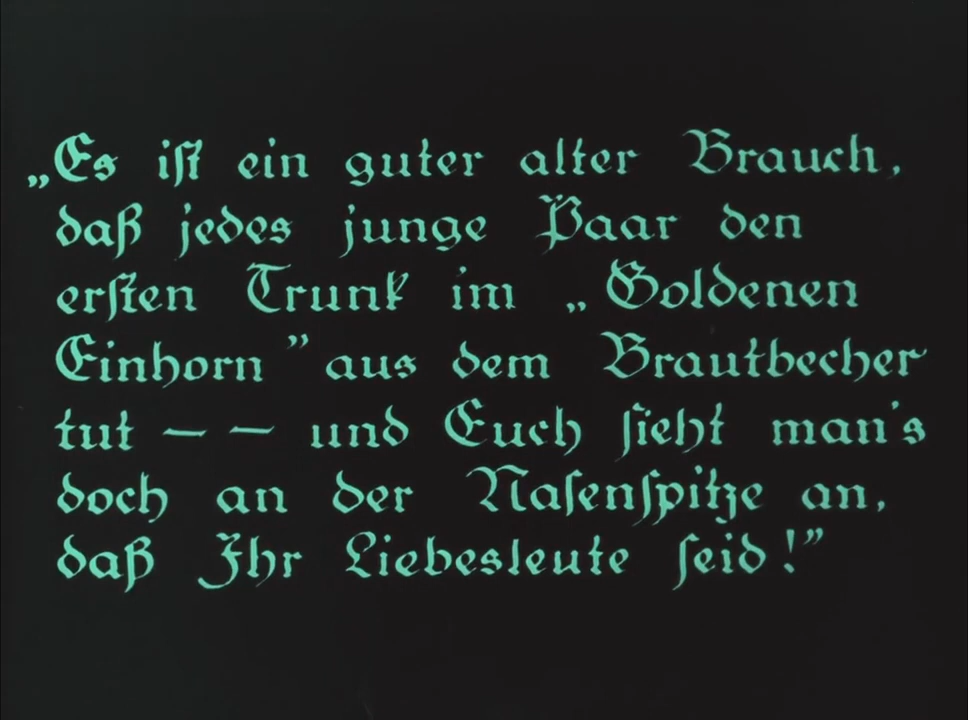 „Es ist ein guter alter Brauch,
daß jedes junge Paar den
ersten Trunk im „Goldenen
Einhorn” aus dem Brautbecher
tut — — und Euch sieht man's
doch an der Nasenspitze an,
daß Ihr Liebesleute seid!”